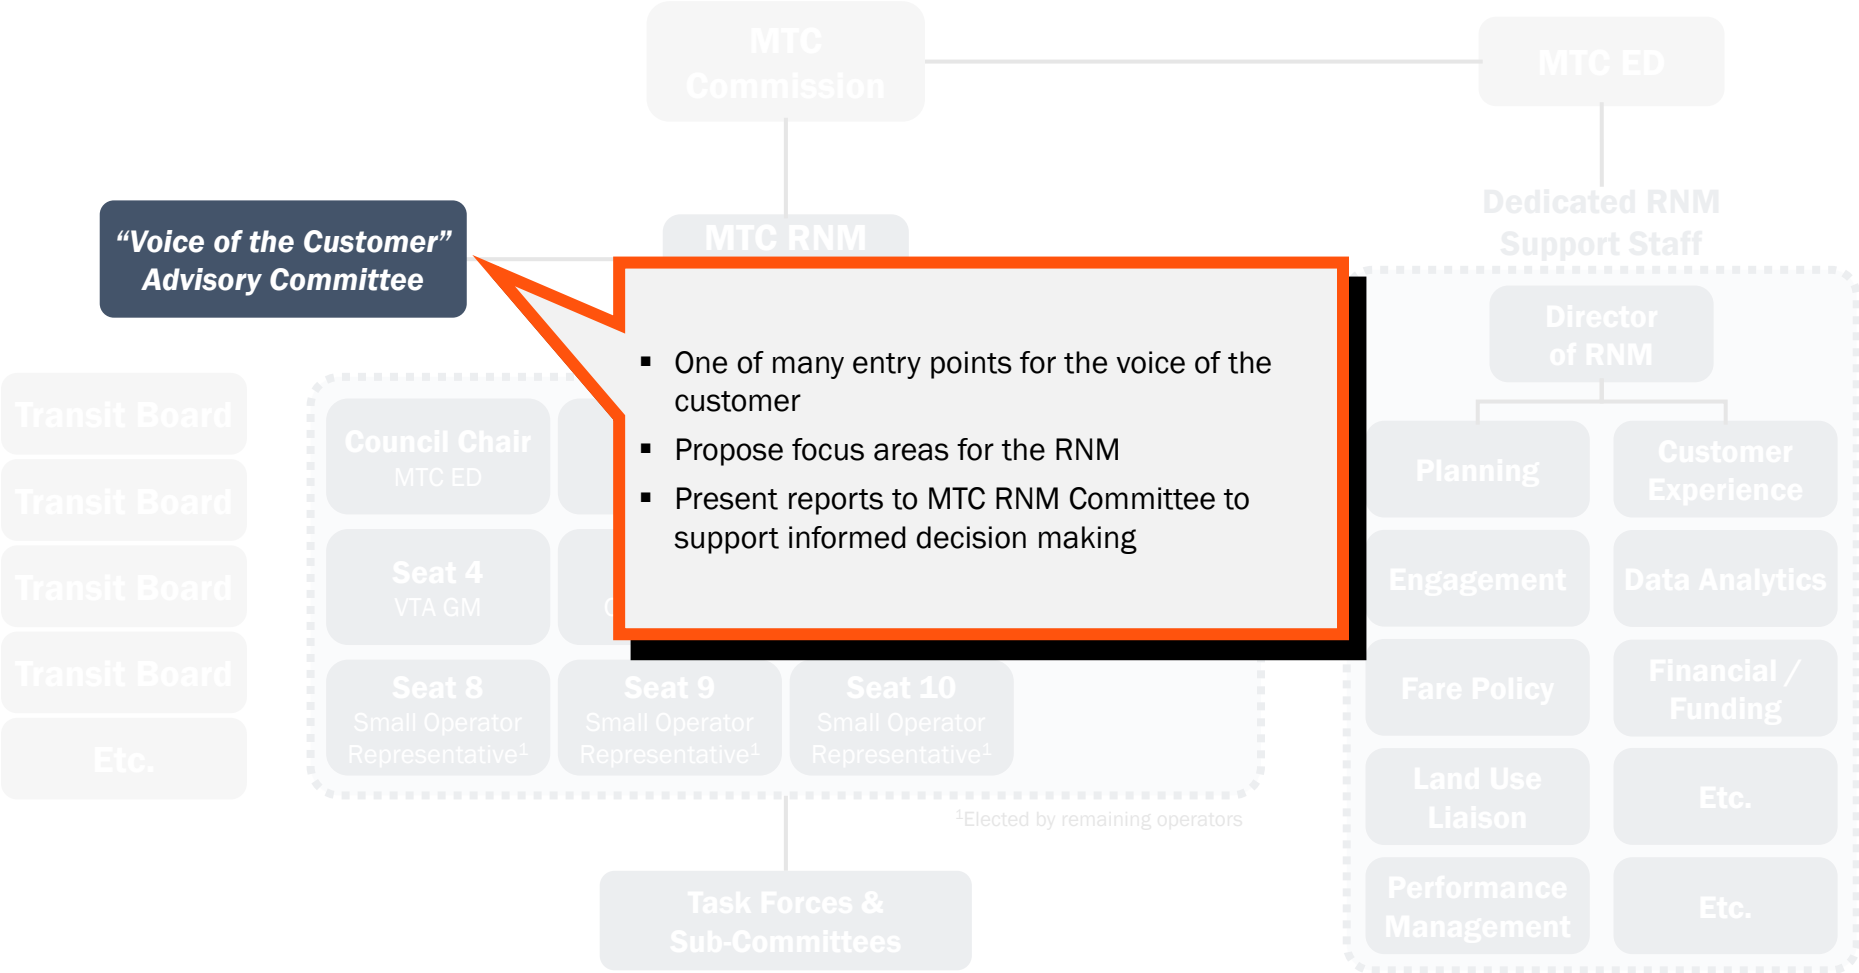 MTC
Commission
MTC ED
Dedicated RNM
Support Staff
“Voice of the Customer”
Advisory Committee
MTC RNM
▪ One of many entry points for the voice of the
customer
▪ Propose focus areas for the RNM
▪ Present reports to MTC RNM Committee to
support informed decision making
Transit Board
Transit Board
Transit Board
Transit Board
Etc.
Council Chair
MTC ED
Seat 4
VTA GM
Seat 8
Small Operator
Representative¹
Seat 9
Small Operator
Representative¹
Seat 10
Small Operator
Representative¹
¹Elected by remaining operators
Task Forces &
Sub-Committees
Director
of RNM
Planning
Customer
Experience
Engagement
Data Analytics
Fare Policy
Financial /
Funding
Land Use
Liaison
Etc.
Performance
Management
Etc.